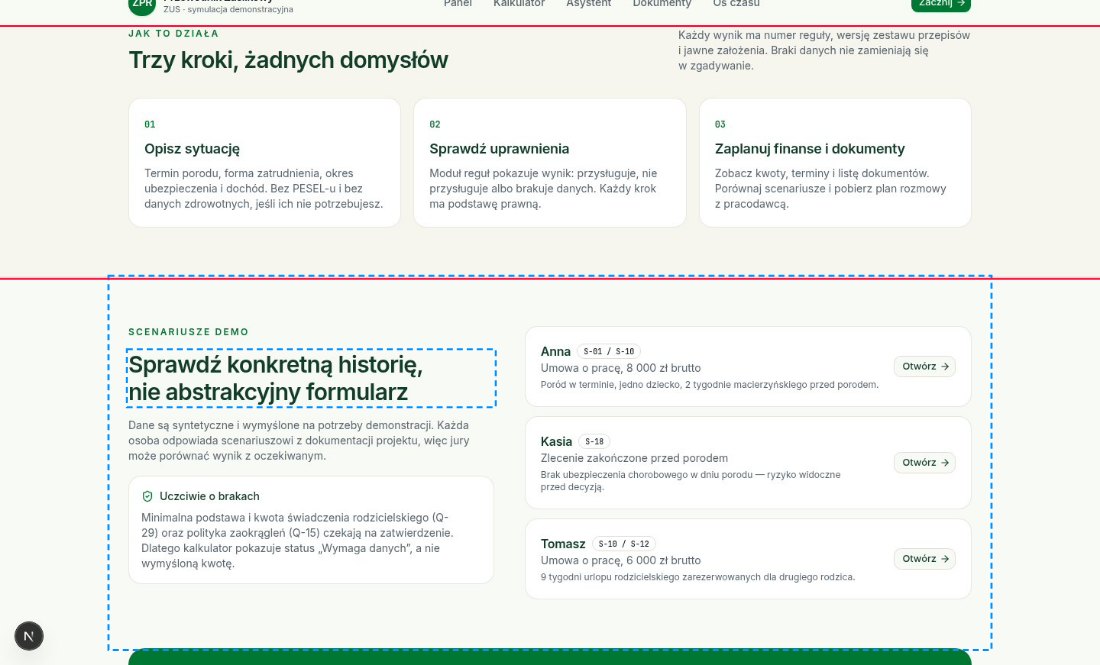 ZPR
ZUS · symulacja demonstracyjna
Panel
Kalkulator
Asystent
Dokumenty
Oś czasu
Zacznij →
JAK TO DZIAŁA
Trzy kroki, żadnych domysłów
Każdy wynik ma numer reguły, wersję zestawu przepisów
i jawne założenia. Braki danych nie zamieniają się
w zgadywanie.
01
Opisz sytuację
Termin porodu, forma zatrudnienia, okres
ubezpieczenia i dochód. Bez PESEL-u i bez
danych zdrowotnych, jeśli ich nie potrzebujesz.
02
Sprawdź uprawnienia
Moduł reguł pokazuje wynik: przysługuje, nie
przysługuje albo brakuje danych. Każdy krok
ma podstawę prawną.
03
Zaplanuj finanse i dokumenty
Zobacz kwoty, terminy i listę dokumentów.
Porównaj scenariusze i pobierz plan rozmowy
z pracodawcą.
SCENARIUSZE DEMO
Sprawdź konkretną historię,
nie abstrakcyjny formularz
Dane są syntetyczne i wymyślone na potrzeby demonstracji. Każda
osoba odpowiada scenariuszowi z dokumentacji projektu, więc jury
może porównać wynik z oczekiwanym.
Uczciwie o brakach
Minimalna podstawa i kwota świadczenia rodzicielskiego (Q-
29) oraz polityka zaokrągleń (Q-15) czekają na zatwierdzenie.
Dlatego kalkulator pokazuje status „Wymaga danych”, a nie
wymyśloną kwotę.
Anna S-01 / S-10
Umowa o pracę, 8 000 zł brutto
Poród w terminie, jedno dziecko, 2 tygodnie macierzyńskiego przed porodem.
Otwórz →
Kasia S-18
Zlecenie zakończone przed porodem
Brak ubezpieczenia chorobowego w dniu porodu — ryzyko widoczne
przed decyzją.
Otwórz →
Tomasz S-10 / S-12
Umowa o pracę, 6 000 zł brutto
9 tygodni urlopu rodzicielskiego zarezerwowanych dla drugiego rodzica.
Otwórz →
N